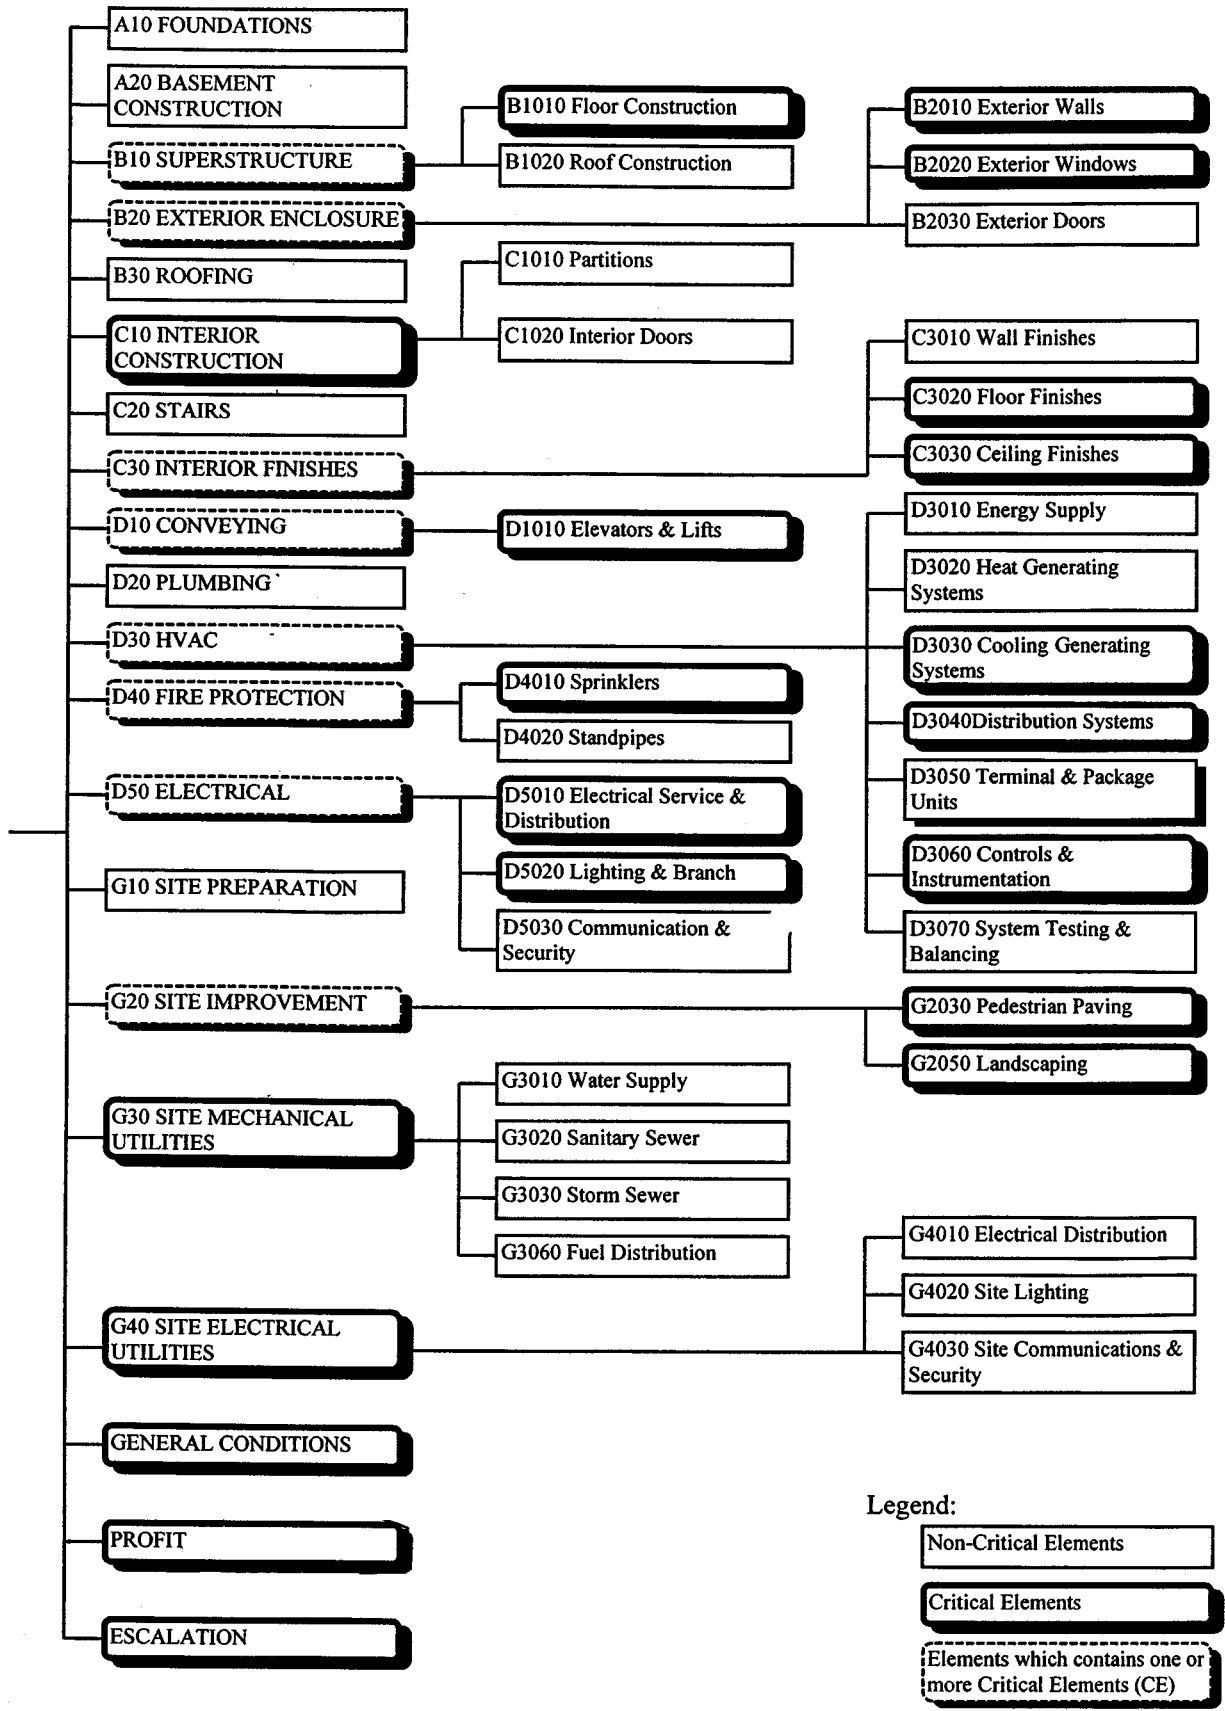 A10 FOUNDATIONS
A20 BASEMENT
CONSTRUCTION
B10 SUPERSTRUCTURE
B20 EXTERIOR ENCLOSURE
B30 ROOFING
C10 INTERIOR
CONSTRUCTION
C20 STAIRS
C30 INTERIOR FINISHES
D10 CONVEYING
D20 PLUMBING
D30 HVAC
D40 FIRE PROTECTION
D50 ELECTRICAL
G10 SITE PREPARATION
G20 SITE IMPROVEMENT
G30 SITE MECHANICAL
UTILITIES
G40 SITE ELECTRICAL
UTILITIES
GENERAL CONDITIONS
PROFIT
ESCALATION
B1010 Floor Construction
B1020 Roof Construction
C1010 Partitions
C1020 Interior Doors
D1010 Elevators & Lifts
D4010 Sprinklers
D4020 Standpipes
D5010 Electrical Service &
Distribution
D5020 Lighting & Branch
D5030 Communication &
Security
G3010 Water Supply
G3020 Sanitary Sewer
G3030 Storm Sewer
G3060 Fuel Distribution
B2010 Exterior Walls
B2020 Exterior Windows
B2030 Exterior Doors
C3010 Wall Finishes
C3020 Floor Finishes
C3030 Ceiling Finishes
D3010 Energy Supply
D3020 Heat Generating
Systems
D3030 Cooling Generating
Systems
D3040Distribution Systems
D3050 Terminal & Package
Units
D3060 Controls &
Instrumentation
D3070 System Testing &
Balancing
G2030 Pedestrian Paving
G2050 Landscaping
G4010 Electrical Distribution
G4020 Site Lighting
G4030 Site Communications &
Security
Legend:
Non-Critical Elements
Critical Elements
Elements which contains one or
more Critical Elements (CE)